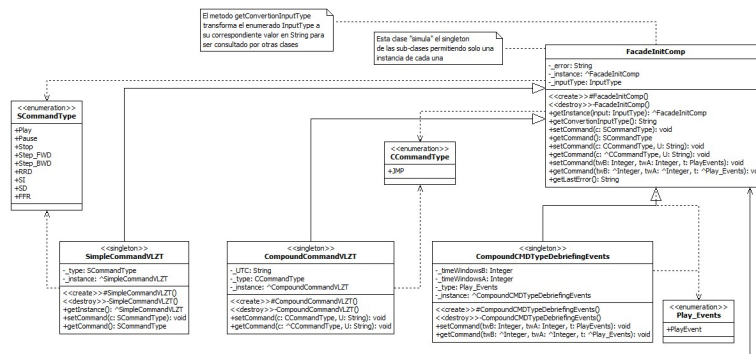 El metodo getConvertionInputType
transforma el enumerado InputType a
su correspondiente valor en String para
ser consultado por otras clases
Esta clase "simula" el singleton
de las sub-clases permitiendo solo una
instancia de cada una
FacadeInitComp
-_error: String
-_instance: ^FacadeInitComp
-_inputType: InputType
<<create>>#FacadeInitComp()
<<destroy>>-FacadeInitComp()
+getInstance(input: InputType): ^FacadeInitComp
+getConvertionInputType(): String
+setCommand(c: SCommandType): void
+getCommand(): SCommandType
+setCommand(c: CCommandType, U: String): void
+getCommand(c: ^CCommandType, U: String): void
+setCommand(twB: Integer, twA: Integer, t: PlayEvents): void
+getCommand(twB: ^Integer, twA: ^Integer, t: ^Play_Events): vo
+getLastError(): String
<<enumeration>>
SCommandType
+Play
+Pause
+Stop
+Step_FWD
+Step_BWD
+RRD
+SI
+SD
+FFR
<<enumeration>>
CCommandType
+JMP
<<singleton>>
SimpleCommandVLZT
-_type: SCommandType
-_instance: ^SimpleCommandVLZT
<<create>>#SimpleCommandVLZT()
<<destroy>>-SimpleCommandVLZT()
+getInstance(): ^SimpleCommandVLZT
+setCommand(c: SCommandType): void
+getCommand(): SCommandType
<<singleton>>
CompoundCommandVLZT
-_UTC: String
-_type: CCommandType
-_instance: ^CompoundCommandVLZT
<<create>>#CompoundCommandVLZT()
<<destroy>>-CompoundCommandVLZT()
+setCommand(c: CCommandType, U: String): void
+getCommand(c: ^CCommandType, U: String): void
<<singleton>>
CompoundCMDTypeDebriefingEvents
-_timeWindowsB: Integer
-_timeWindowsA: Integer
-_type: Play_Events
-_instance: ^CompoundCMDTypeDebriefingEvents
<<create>>#CompoundCMDTypeDebriefingEvents()
<<destroy>>-CompoundCMDTypeDebriefingEvents()
+setCommand(twB: Integer, twA: Integer, t: PlayEvents): void
+getCommand(twB: ^Integer, twA: ^Integer, t: ^Play_Events): void
<<enumeration>>
Play_Events
+PlayEvent